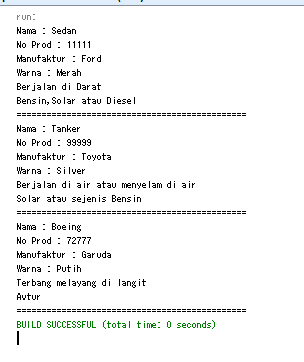 run:
Nama : Sedan
No Prod : 11111
Manufaktur : Ford
Warna : Merah
Berjalan di Darat
Bensin,Solar atau Diesel
==============================================
Nama : Tanker
No Prod : 99999
Manufaktur : Toyota
Warna : Silver
Berjalan di air atau menyelam di air
Solar atau sejenis Bensin
==============================================
Nama : Boeing
No Prod : 72777
Manufaktur : Garuda
Warna : Putih
Terbang melayang di langit
Avtur
==============================================
BUILD SUCCESSFUL (total time: 0 seconds)